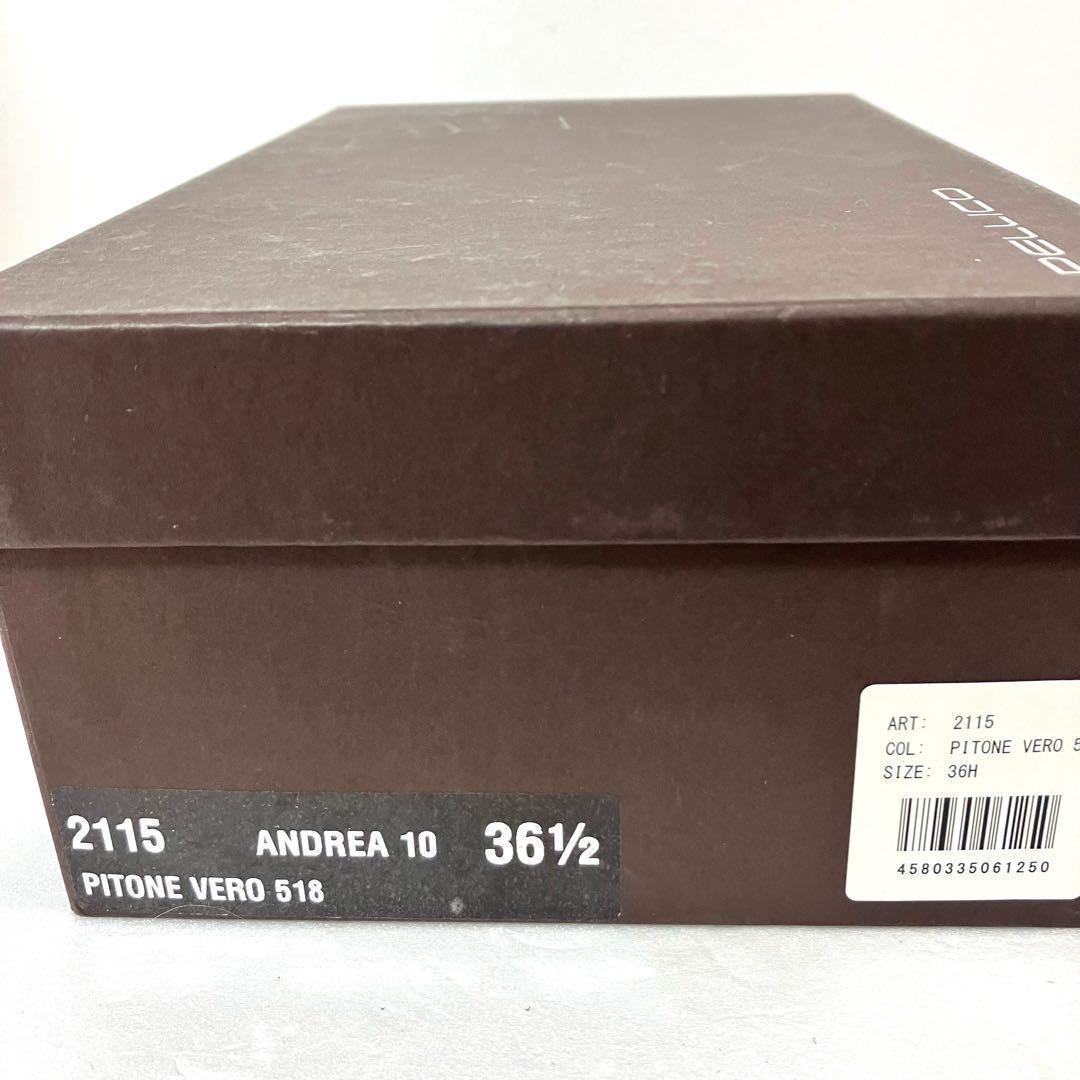 PELLICO
2115 ANDREA 10 36½
PITONE VERO 518
ART: 2115
COL: PITONE VERO 5
SIZE: 36H
4580335061250